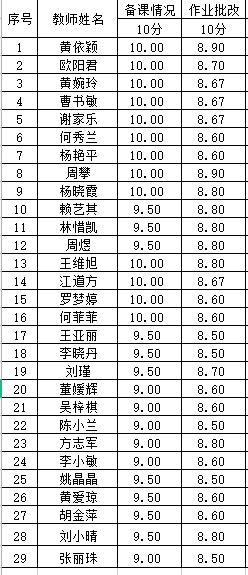 序号 教师姓名 备课情况 作业批改
10分 10分
1 黄依颖 10.00 8.90
2 欧阳君 10.00 8.70
3 黄婉玲 10.00 8.67
4 曹书敏 10.00 8.67
5 谢家乐 10.00 8.67
6 何秀兰 10.00 8.60
7 杨艳平 10.00 8.60
8 周攀 10.00 8.90
9 杨晓霞 10.00 8.80
10 赖艺其 9.50 8.80
11 林惜凯 9.50 8.80
12 周煜 9.50 8.80
13 王维旭 10.00 8.80
14 江道方 10.00 8.67
15 罗梦婷 10.00 8.60
16 何菲菲 10.00 8.60
17 王亚丽 9.50 8.50
18 李晓丹 9.50 8.50
19 刘瑾 9.50 8.70
20 董媛辉 9.00 8.60
21 吴梓棋 9.00 8.60
22 陈小兰 9.00 8.50
23 方志军 9.00 8.80
24 李小敏 9.00 8.60
25 姚晶晶 9.50 8.50
26 黄爱琼 9.00 8.60
27 胡金萍 9.50 8.60
28 刘小晴 9.50 8.80
29 张丽珠 9.00 8.50